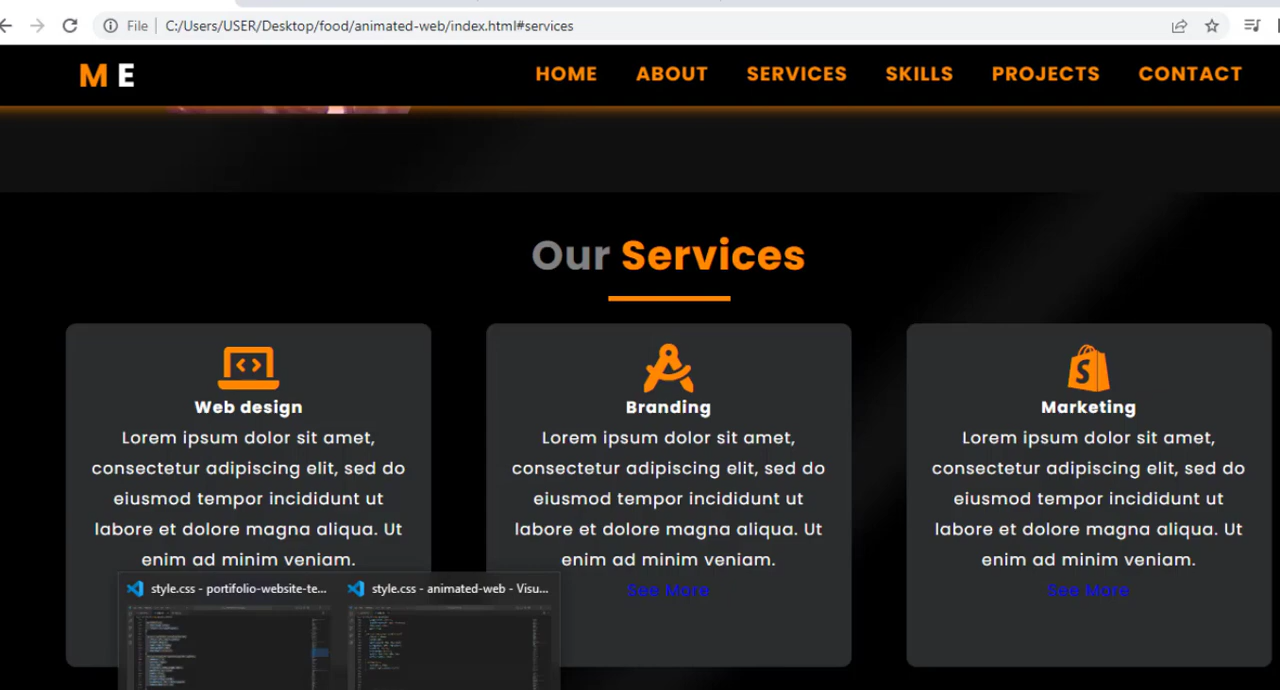 File C:/Users/USER/Desktop/food/animated-web/index.html#services
M E
HOME ABOUT SERVICES SKILLS PROJECTS CONTACT
Our Services
Web design
Lorem ipsum dolor sit amet,
consectetur adipiscing elit, sed do
eiusmod tempor incididunt ut
labore et dolore magna aliqua. Ut
enim ad minim veniam.
Branding
Lorem ipsum dolor sit amet,
consectetur adipiscing elit, sed do
eiusmod tempor incididunt ut
labore et dolore magna aliqua. Ut
enim ad minim veniam.
See More
Marketing
Lorem ipsum dolor sit amet,
consectetur adipiscing elit, sed do
eiusmod tempor incididunt ut
labore et dolore magna aliqua. Ut
enim ad minim veniam.
See More
style.css - portifolio-website-te...
style.css - animated-web - Visu...